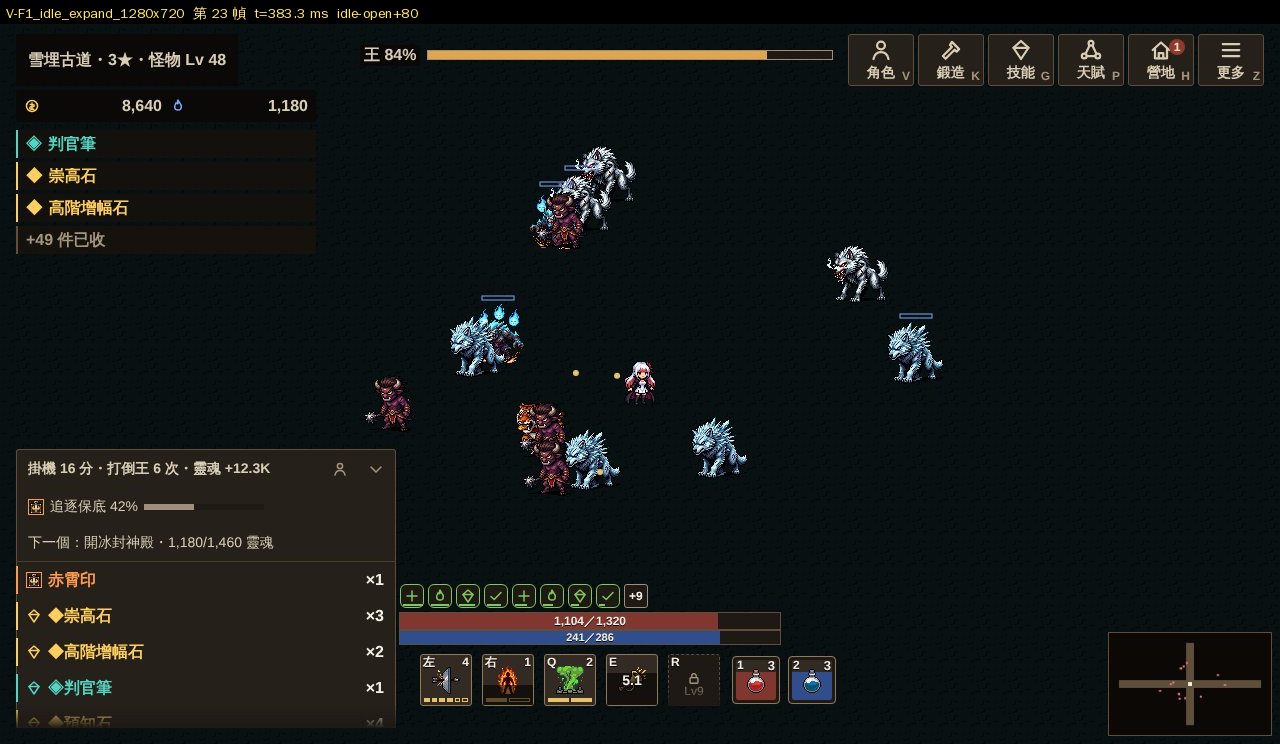 V-F1_idle_expand_1280x720 第 23 幀 t=383.3 ms idle-open+80
雪埋古道・3★・怪物 Lv 48
王 84%
角色 V
鍛造 K
技能 G
天賦 P
營地 H 1
更多 Z
8,640 1,180
◈ 判官筆
◆ 崇高石
◆ 高階增幅石
+49 件已收
掛機 16 分・打倒王 6 次・靈魂 +12.3K
追逐保底 42%
下一個：開冰封神殿・1,180/1,460 靈魂
赤霄印 ×1
◆崇高石 ×3
◆高階增幅石 ×2
◈判官筆 ×1
◆預知石 ×4
+9
1,104／1,320
241／286
左 4
右 1
Q 2
E 5.1
R Lv9
1 3
2 3